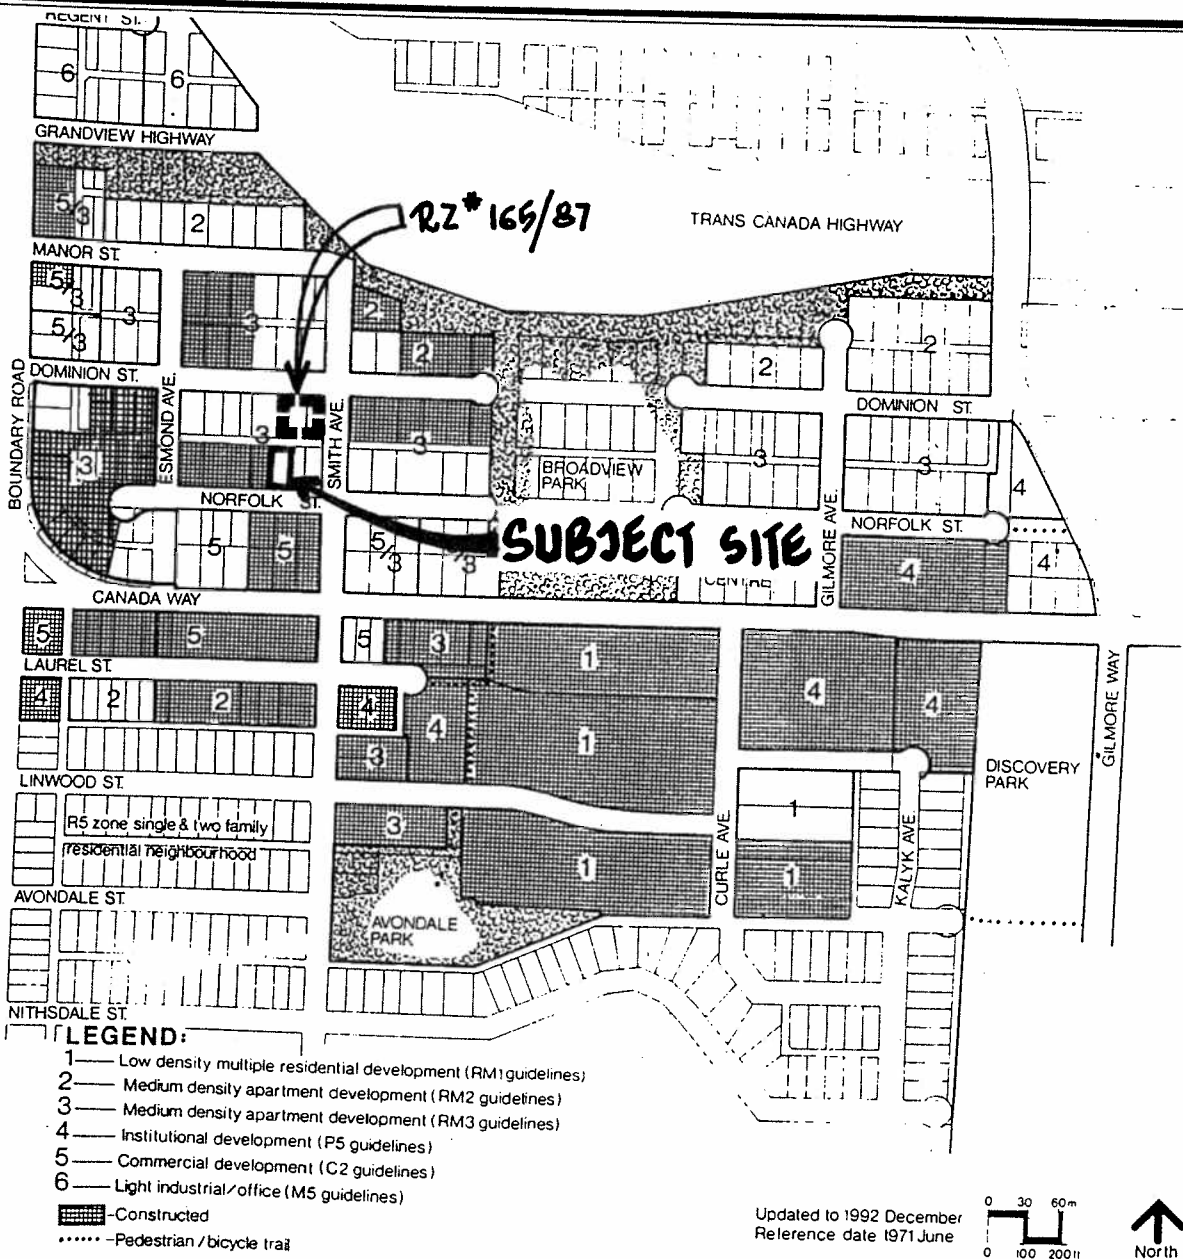 REGENT ST.
6
6
GRANDVIEW HIGHWAY
RZ# 165/87
TRANS CANADA HIGHWAY
5/3
2
MANOR ST.
5/3
3
3
2
5/3
2
2
2
DOMINION ST.
DOMINION ST.
BOUNDARY ROAD
ESMOND AVE.
SMITH AVE.
3
3
3
3
3
BROADVIEW
PARK
4
NORFOLK ST.
NORFOLK ST.
GILMORE AVE.
SUBJECT SITE
5
5
5/3
/3
CENTRE
4
4
CANADA WAY
5
5
5
3
1
4
4
LAUREL ST.
4
2
2
4
4
1
3
GILMORE WAY
DISCOVERY
PARK
LINWOOD ST.
R5 zone single & two family
residential neighbourhood
3
1
1
1
CURLE AVE.
KALYK AVE.
AVONDALE ST.
AVONDALE
PARK
NITHSDALE ST.
LEGEND:
1 — Low density multiple residential development (RM1 guidelines)
2 — Medium density apartment development (RM2 guidelines)
3 — Medium density apartment development (RM3 guidelines)
4 — Institutional development (P5 guidelines)
5 — Commercial development (C2 guidelines)
6 — Light industrial/office (M5 guidelines)
-Constructed
-Pedestrian / bicycle trail
Updated to 1992 December
Reference date 1971 June
0 30 60m
0 100 200ft
North